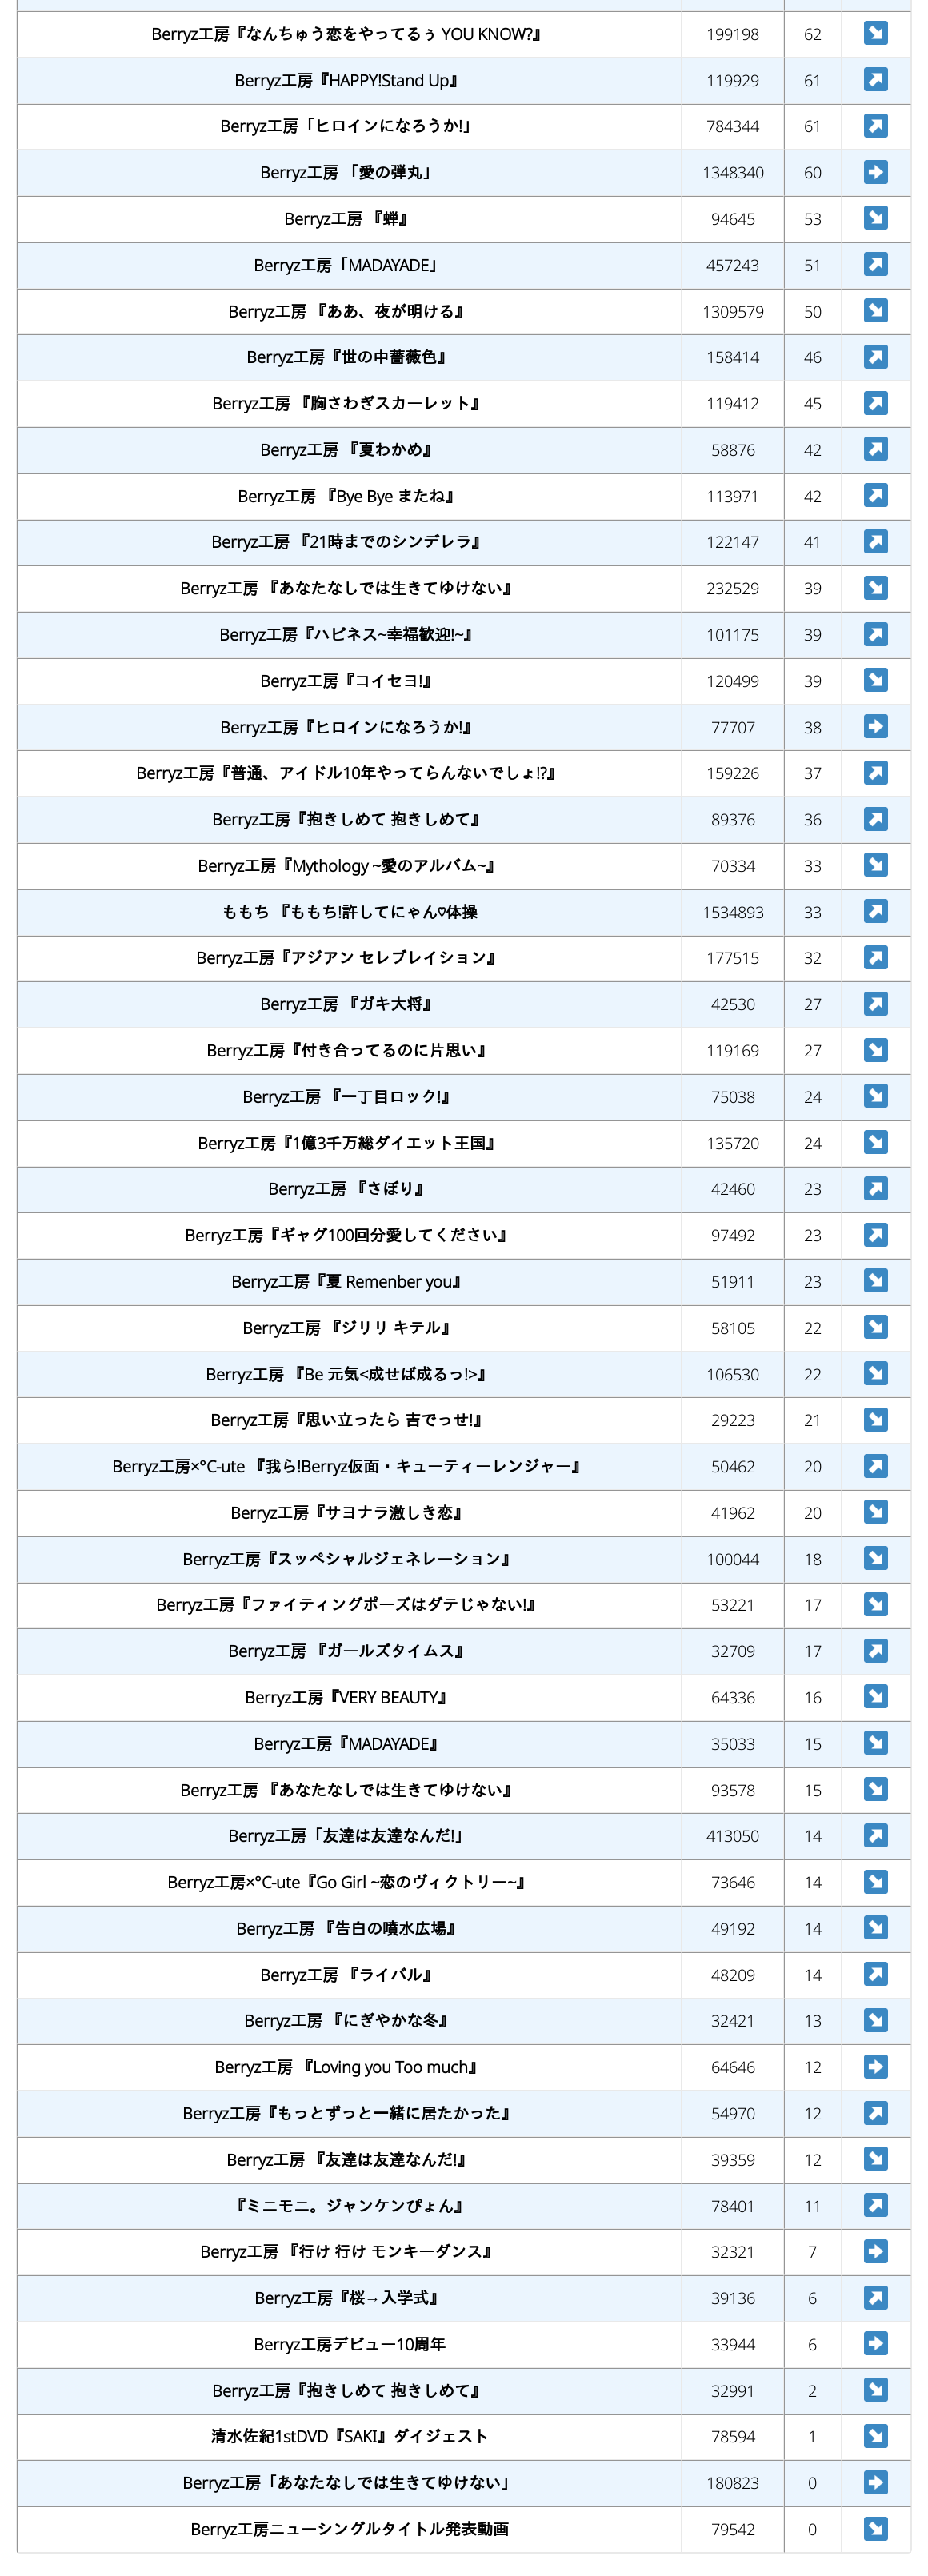 Berryz工房『なんちゅう恋をやってるぅ YOU KNOW?』 199198 62 ↘
Berryz工房『HAPPY!Stand Up』 119929 61 ↗
Berryz工房「ヒロインになろうか!」 784344 61 ↗
Berryz工房 「愛の弾丸」 1348340 60 ➡
Berryz工房 『蝉』 94645 53 ↘
Berryz工房「MADAYADE」 457243 51 ↗
Berryz工房 『ああ、夜が明ける』 1309579 50 ↘
Berryz工房『世の中薔薇色』 158414 46 ↗
Berryz工房 『胸さわぎスカーレット』 119412 45 ↗
Berryz工房 『夏わかめ』 58876 42 ↗
Berryz工房 『Bye Bye またね』 113971 42 ↗
Berryz工房 『21時までのシンデレラ』 122147 41 ↗
Berryz工房 『あなたなしでは生きてゆけない』 232529 39 ↘
Berryz工房『ハピネス~幸福歓迎!~』 101175 39 ↗
Berryz工房『コイセヨ!』 120499 39 ↘
Berryz工房『ヒロインになろうか!』 77707 38 ➡
Berryz工房『普通、アイドル10年やってらんないでしょ!?』 159226 37 ↗
Berryz工房『抱きしめて 抱きしめて』 89376 36 ↗
Berryz工房『Mythology ~愛のアルバム~』 70334 33 ↘
ももち 『ももち!許してにゃん♡体操 1534893 33 ↗
Berryz工房『アジアン セレブレイション』 177515 32 ↗
Berryz工房 『ガキ大将』 42530 27 ↗
Berryz工房『付き合ってるのに片思い』 119169 27 ↘
Berryz工房 『一丁目ロック!』 75038 24 ↘
Berryz工房『1億3千万総ダイエット王国』 135720 24 ↘
Berryz工房 『さぼり』 42460 23 ↗
Berryz工房『ギャグ100回分愛してください』 97492 23 ↗
Berryz工房『夏 Remenber you』 51911 23 ↘
Berryz工房 『ジリリ キテル』 58105 22 ↘
Berryz工房 『Be 元気<成せば成るっ!>』 106530 22 ↘
Berryz工房『思い立ったら 吉でっせ!』 29223 21 ↘
Berryz工房×°C-ute 『我ら!Berryz仮面・キューティーレンジャー』 50462 20 ↗
Berryz工房『サヨナラ激しき恋』 41962 20 ↘
Berryz工房『スッペシャルジェネレーション』 100044 18 ↘
Berryz工房『ファイティングポーズはダテじゃない!』 53221 17 ↘
Berryz工房 『ガールズタイムス』 32709 17 ↗
Berryz工房『VERY BEAUTY』 64336 16 ↘
Berryz工房『MADAYADE』 35033 15 ↘
Berryz工房 『あなたなしでは生きてゆけない』 93578 15 ↘
Berryz工房「友達は友達なんだ!」 413050 14 ↗
Berryz工房×°C-ute『Go Girl ~恋のヴィクトリー~』 73646 14 ↘
Berryz工房 『告白の噴水広場』 49192 14 ↘
Berryz工房 『ライバル』 48209 14 ↗
Berryz工房 『にぎやかな冬』 32421 13 ↘
Berryz工房 『Loving you Too much』 64646 12 ➡
Berryz工房『もっとずっと一緒に居たかった』 54970 12 ↗
Berryz工房 『友達は友達なんだ!』 39359 12 ↘
『ミニモニ。ジャンケンぴょん』 78401 11 ↗
Berryz工房 『行け 行け モンキーダンス』 32321 7 ➡
Berryz工房『桜→入学式』 39136 6 ↗
Berryz工房デビュー10周年 33944 6 ➡
Berryz工房『抱きしめて 抱きしめて』 32991 2 ↘
清水佐紀1stDVD『SAKI』ダイジェスト 78594 1 ↘
Berryz工房「あなたなしでは生きてゆけない」 180823 0 ➡
Berryz工房ニューシングルタイトル発表動画 79542 0 ↘